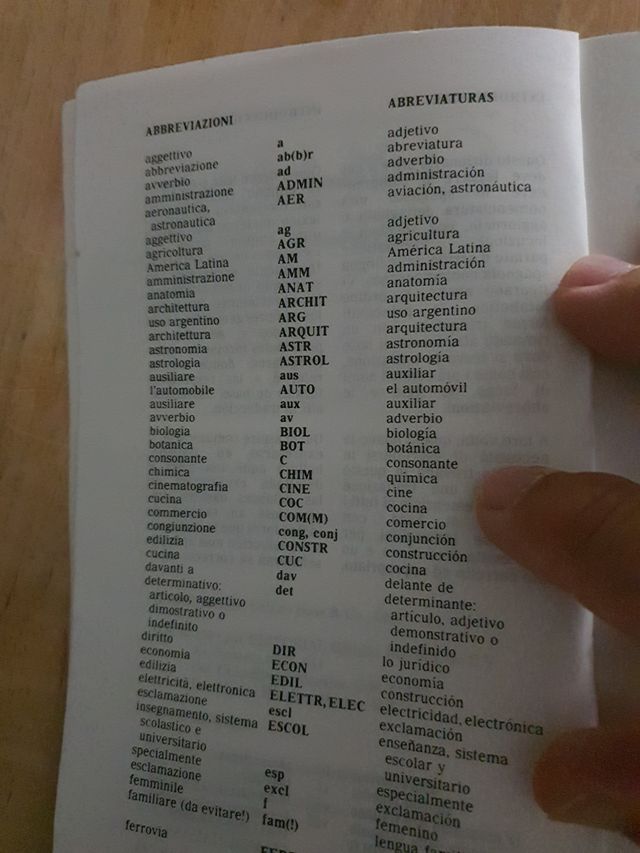 ABBREVIAZIONI ABREVIATURAS
aggettivo a adjetivo
abbreviazione ab(b)r abreviatura
avverbio ad adverbio
amministrazione ADMIN administración
aeronautica, AER aviación, astronáutica
astronautica
aggettivo ag adjetivo
agricoltura AGR agricultura
America Latina AM América Latina
amministrazione AMM administración
anatomia ANAT anatomía
architettura ARCHIT arquitectura
uso argentino ARG uso argentino
architettura ARQUIT arquitectura
astronomia ASTR astronomía
astrologia ASTROL astrología
ausiliare aus auxiliar
l'automobile AUTO el automóvil
ausiliare aux auxiliar
avverbio av adverbio
biologia BIOL biología
botanica BOT botánica
consonante C consonante
chimica CHIM química
cinematografia CINE cine
cucina COC cocina
commercio COM(M) comercio
congiunzione cong, conj conjunción
edilizia CONSTR construcción
cucina CUC cocina
davanti a dav delante de
determinativo: det determinante:
articolo, aggettivo artículo, adjetivo
dimostrativo o demonstrativo o
indefinito indefinido
diritto DIR lo jurídico
economia ECON economía
edilizia EDIL construcción
elettricità, elettronica ELETTR, ELEC electricidad, electrónica
esclamazione escl exclamación
insegnamento, sistema ESCOL enseñanza, sistema
scolastico e escolar y
universitario universitario
specialmente esp especialmente
esclamazione excl exclamación
femminile f femenino
familiare (da evitare!) fam(!) lengua
ferrovia